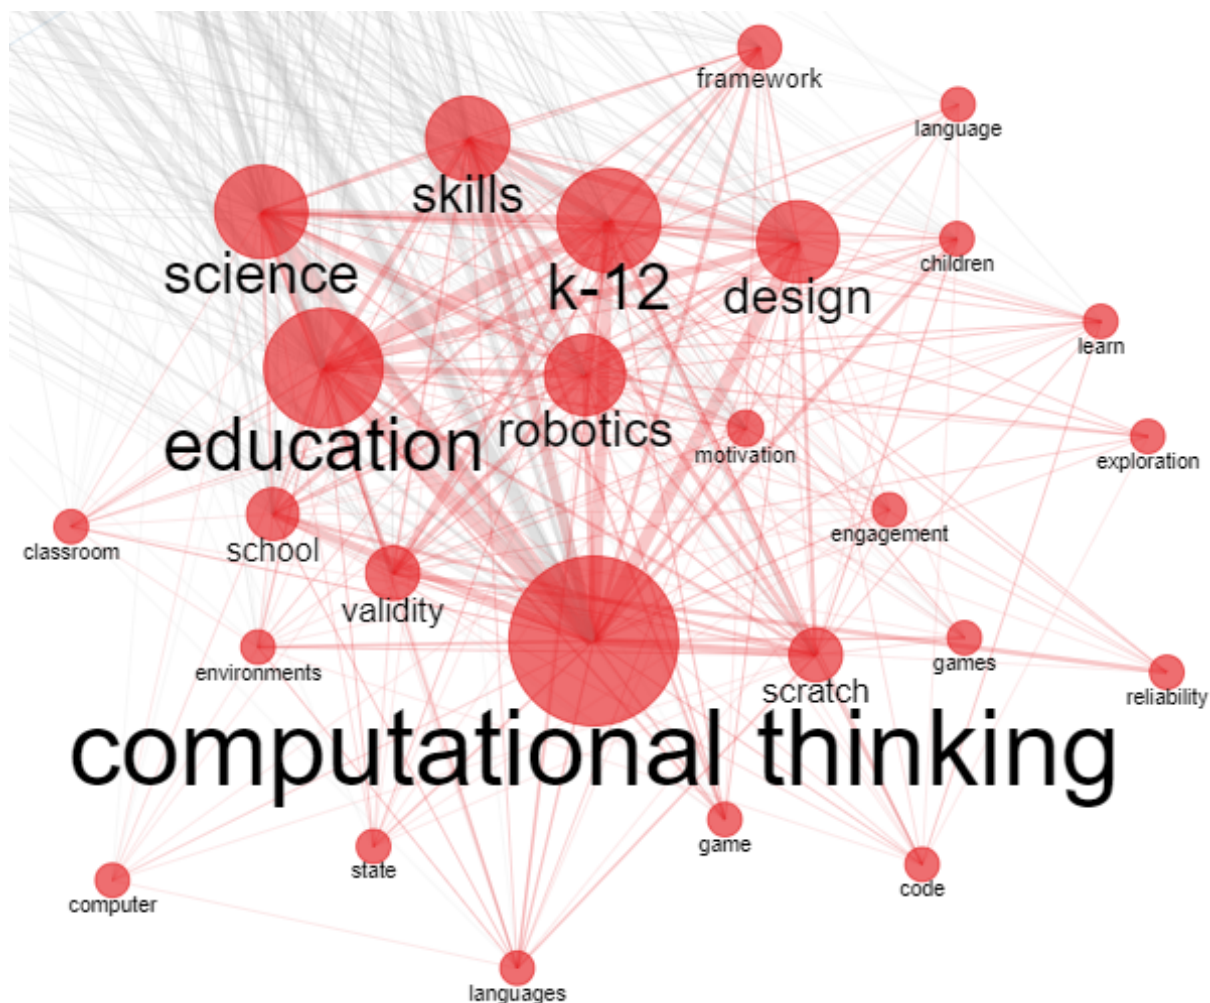 framework
language
skills
science
k-12
children
design
learn
robotics
education
motivation
exploration
engagement
classroom
school
validity
environments
games
scratch
reliability
computational thinking
game
state
code
computer
languages